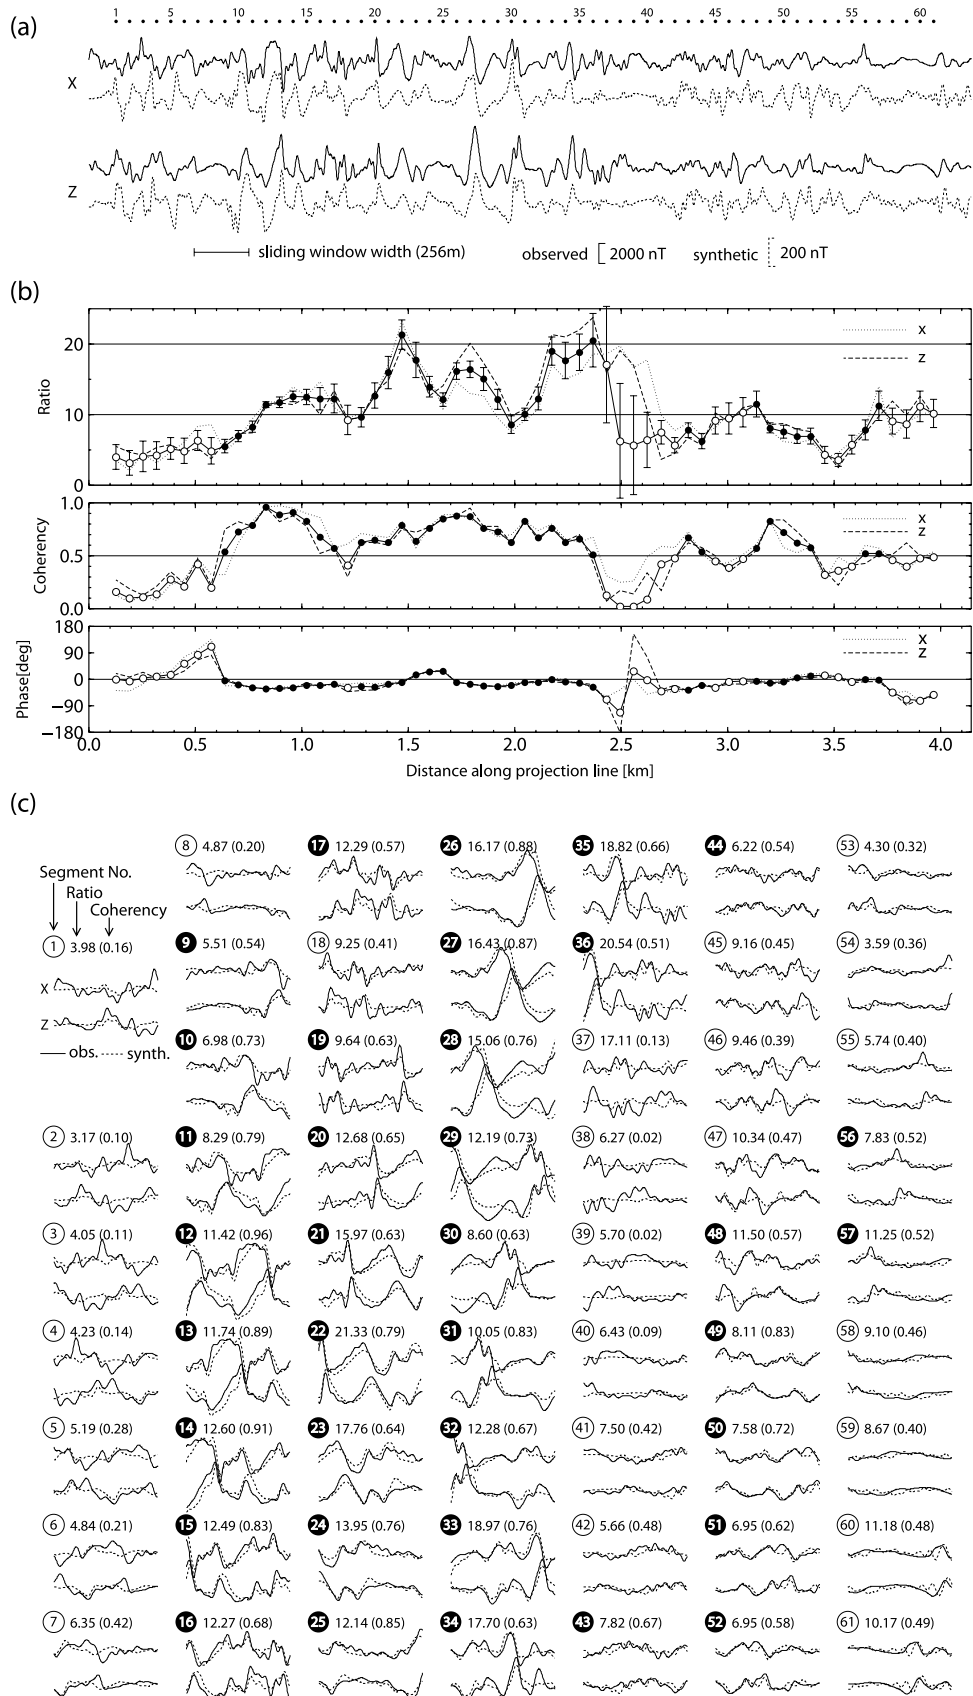 (a)
1 5 10 15 20 25 30 35 40 45 50 55 60
X
Z
sliding window width (256m) observed 2000 nT synthetic 200 nT
(b)
20
10
0
Ratio
x
z
1.0
0.5
0.0
Coherency
x
z
180
90
0
−90
−180
Phase[deg]
x
z
0.0 0.5 1.0 1.5 2.0 2.5 3.0 3.5 4.0
Distance along projection line [km]
(c)
Segment No.
Ratio
Coherency
1 3.98 (0.16)
X
Z
obs. synth.
2 3.17 (0.10)
3 4.05 (0.11)
4 4.23 (0.14)
5 5.19 (0.28)
6 4.84 (0.21)
7 6.35 (0.42)
8 4.87 (0.20)
9 5.51 (0.54)
10 6.98 (0.73)
11 8.29 (0.79)
12 11.42 (0.96)
13 11.74 (0.89)
14 12.60 (0.91)
15 12.49 (0.83)
16 12.27 (0.68)
17 12.29 (0.57)
18 9.25 (0.41)
19 9.64 (0.63)
20 12.68 (0.65)
21 15.97 (0.63)
22 21.33 (0.79)
23 17.76 (0.64)
24 13.95 (0.76)
25 12.14 (0.85)
26 16.17 (0.88)
27 16.43 (0.87)
28 15.06 (0.76)
29 12.19 (0.73)
30 8.60 (0.63)
31 10.05 (0.83)
32 12.28 (0.67)
33 18.97 (0.76)
34 17.70 (0.63)
35 18.82 (0.66)
36 20.54 (0.51)
37 17.11 (0.13)
38 6.27 (0.02)
39 5.70 (0.02)
40 6.43 (0.09)
41 7.50 (0.42)
42 5.66 (0.48)
43 7.82 (0.67)
44 6.22 (0.54)
45 9.16 (0.45)
46 9.46 (0.39)
47 10.34 (0.47)
48 11.50 (0.57)
49 8.11 (0.83)
50 7.58 (0.72)
51 6.95 (0.62)
52 6.95 (0.58)
53 4.30 (0.32)
54 3.59 (0.36)
55 5.74 (0.40)
56 7.83 (0.52)
57 11.25 (0.52)
58 9.10 (0.46)
59 8.67 (0.40)
60 11.18 (0.48)
61 10.17 (0.49)